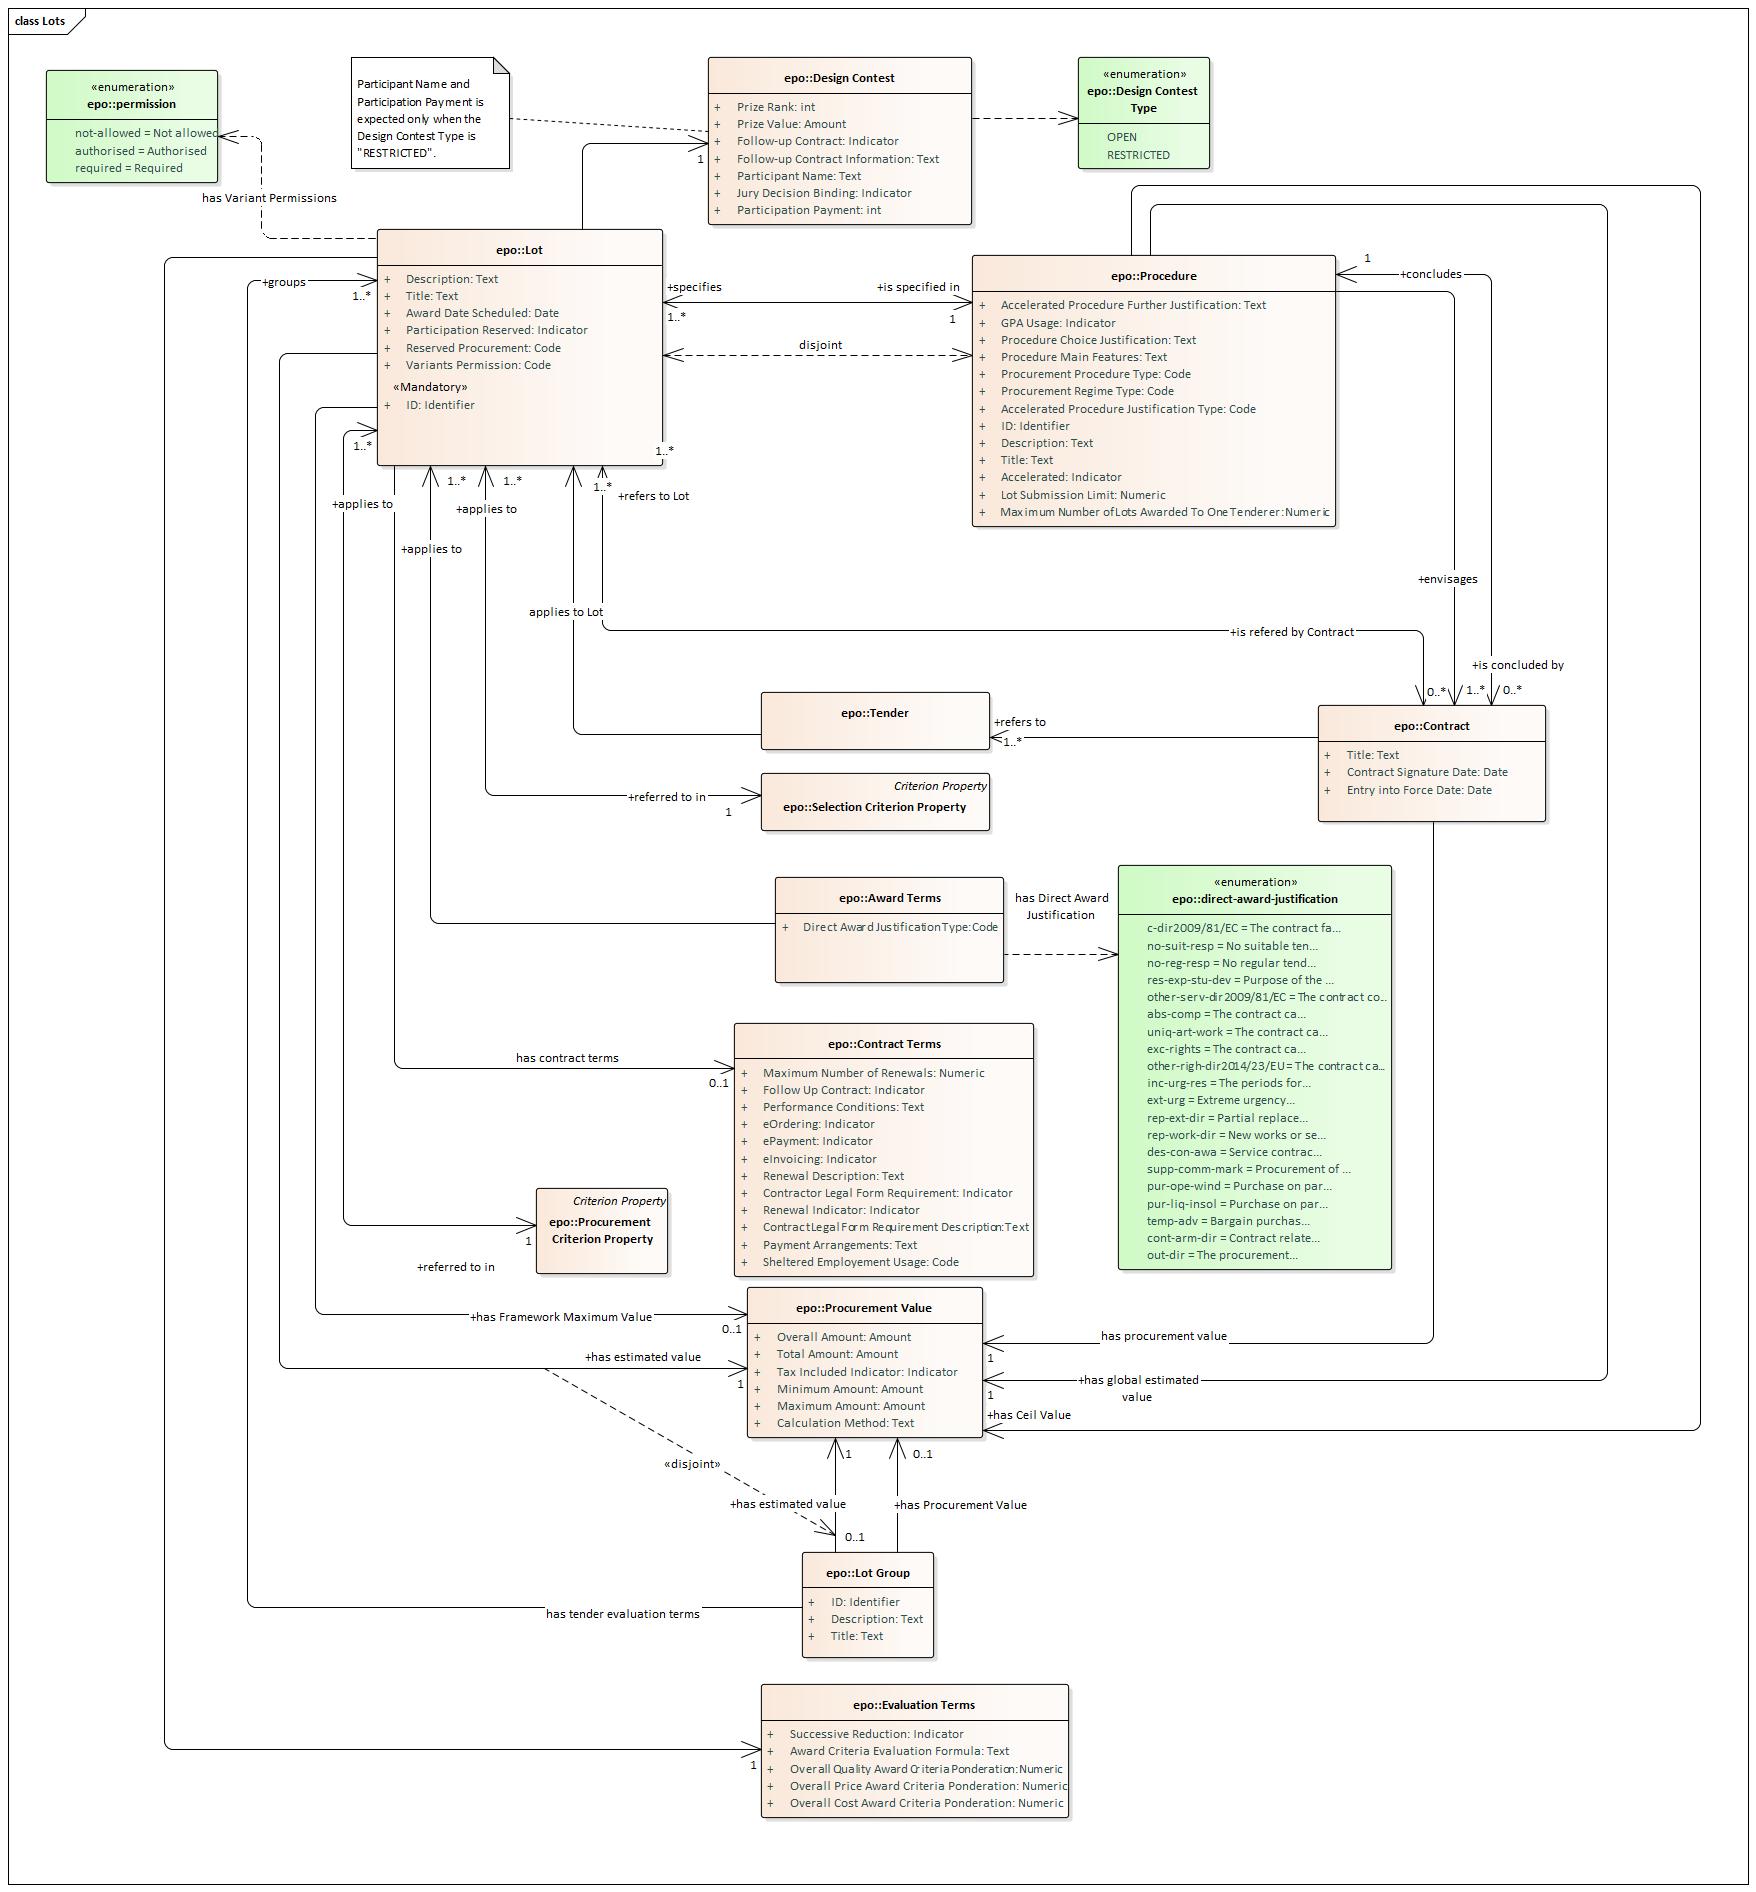 class Lots
«enumeration»
epo::permission
not-allowed = Not allowed
authorised = Authorised
required = Required
has Variant Permissions
Participant Name and
Participation Payment is
expected only when the
Design Contest Type is
"RESTRICTED".
epo::Design Contest
+ Prize Rank: int
+ Prize Value: Amount
+ Follow-up Contract: Indicator
+ Follow-up Contract Information: Text
+ Participant Name: Text
+ Jury Decision Binding: Indicator
+ Participation Payment: int
1
«enumeration»
epo::Design Contest
Type
OPEN
RESTRICTED
epo::Lot
+ Description: Text
+ Title: Text
+ Award Date Scheduled: Date
+ Participation Reserved: Indicator
+ Reserved Procurement: Code
+ Variants Permission: Code
«Mandatory»
+ ID: Identifier
+groups
1..*
+specifies
1..*
+is specified in
1
disjoint
epo::Procedure
+ Accelerated Procedure Further Justification: Text
+ GPA Usage: Indicator
+ Procedure Choice Justification: Text
+ Procedure Main Features: Text
+ Procurement Procedure Type: Code
+ Procurement Regime Type: Code
+ Accelerated Procedure Justification Type: Code
+ ID: Identifier
+ Description: Text
+ Title: Text
+ Accelerated: Indicator
+ Lot Submission Limit: Numeric
+ Maximum Number of Lots Awarded To One Tenderer: Numeric
1
+concludes
1..*
1..*
+applies to
1..*
+applies to
1..*
+applies to
1..*
+refers to Lot
applies to Lot
+envisages
+is refered by Contract
+is concluded by
0..*
1..*
0..*
epo::Tender
+refers to
1..*
epo::Contract
+ Title: Text
+ Contract Signature Date: Date
+ Entry into Force Date: Date
Criterion Property
epo::Selection Criterion Property
+referred to in
1
epo::Award Terms
+ Direct Award Justification Type: Code
has Direct Award
Justification
«enumeration»
epo::direct-award-justification
c-dir2009/81/EC = The contract fa...
no-suit-resp = No suitable ten...
no-reg-resp = No regular tend...
res-exp-stu-dev = Purpose of the ...
other-serv-dir2009/81/EC = The contract co...
abs-comp = The contract ca...
uniq-art-work = The contract ca...
exc-rights = The contract ca...
other-righ-dir2014/23/EU = The contract ca...
inc-urg-res = The periods for...
ext-urg = Extreme urgency...
rep-ext-dir = Partial replace...
rep-work-dir = New works or se...
des-con-awa = Service contrac...
supp-comm-mark = Procurement of ...
pur-ope-wind = Purchase on par...
pur-liq-insol = Purchase on par...
temp-adv = Bargain purchas...
cont-arm-dir = Contract relate...
out-dir = The procurement...
has contract terms
0..1
epo::Contract Terms
+ Maximum Number of Renewals: Numeric
+ Follow Up Contract: Indicator
+ Performance Conditions: Text
+ eOrdering: Indicator
+ ePayment: Indicator
+ eInvoicing: Indicator
+ Renewal Description: Text
+ Contractor Legal Form Requirement: Indicator
+ Renewal Indicator: Indicator
+ Contract Legal Form Requirement Description: Text
+ Payment Arrangements: Text
+ Sheltered Employement Usage: Code
Criterion Property
epo::Procurement
Criterion Property
1
+referred to in
+has Framework Maximum Value
0..1
+has estimated value
1
epo::Procurement Value
+ Overall Amount: Amount
+ Total Amount: Amount
+ Tax Included Indicator: Indicator
+ Minimum Amount: Amount
+ Maximum Amount: Amount
+ Calculation Method: Text
has procurement value
1
+has global estimated
value
1
+has Ceil Value
«disjoint»
1
+has estimated value
0..1
0..1
+has Procurement Value
epo::Lot Group
+ ID: Identifier
+ Description: Text
+ Title: Text
has tender evaluation terms
epo::Evaluation Terms
+ Successive Reduction: Indicator
+ Award Criteria Evaluation Formula: Text
+ Overall Quality Award Criteria Ponderation: Numeric
+ Overall Price Award Criteria Ponderation: Numeric
+ Overall Cost Award Criteria Ponderation: Numeric
1